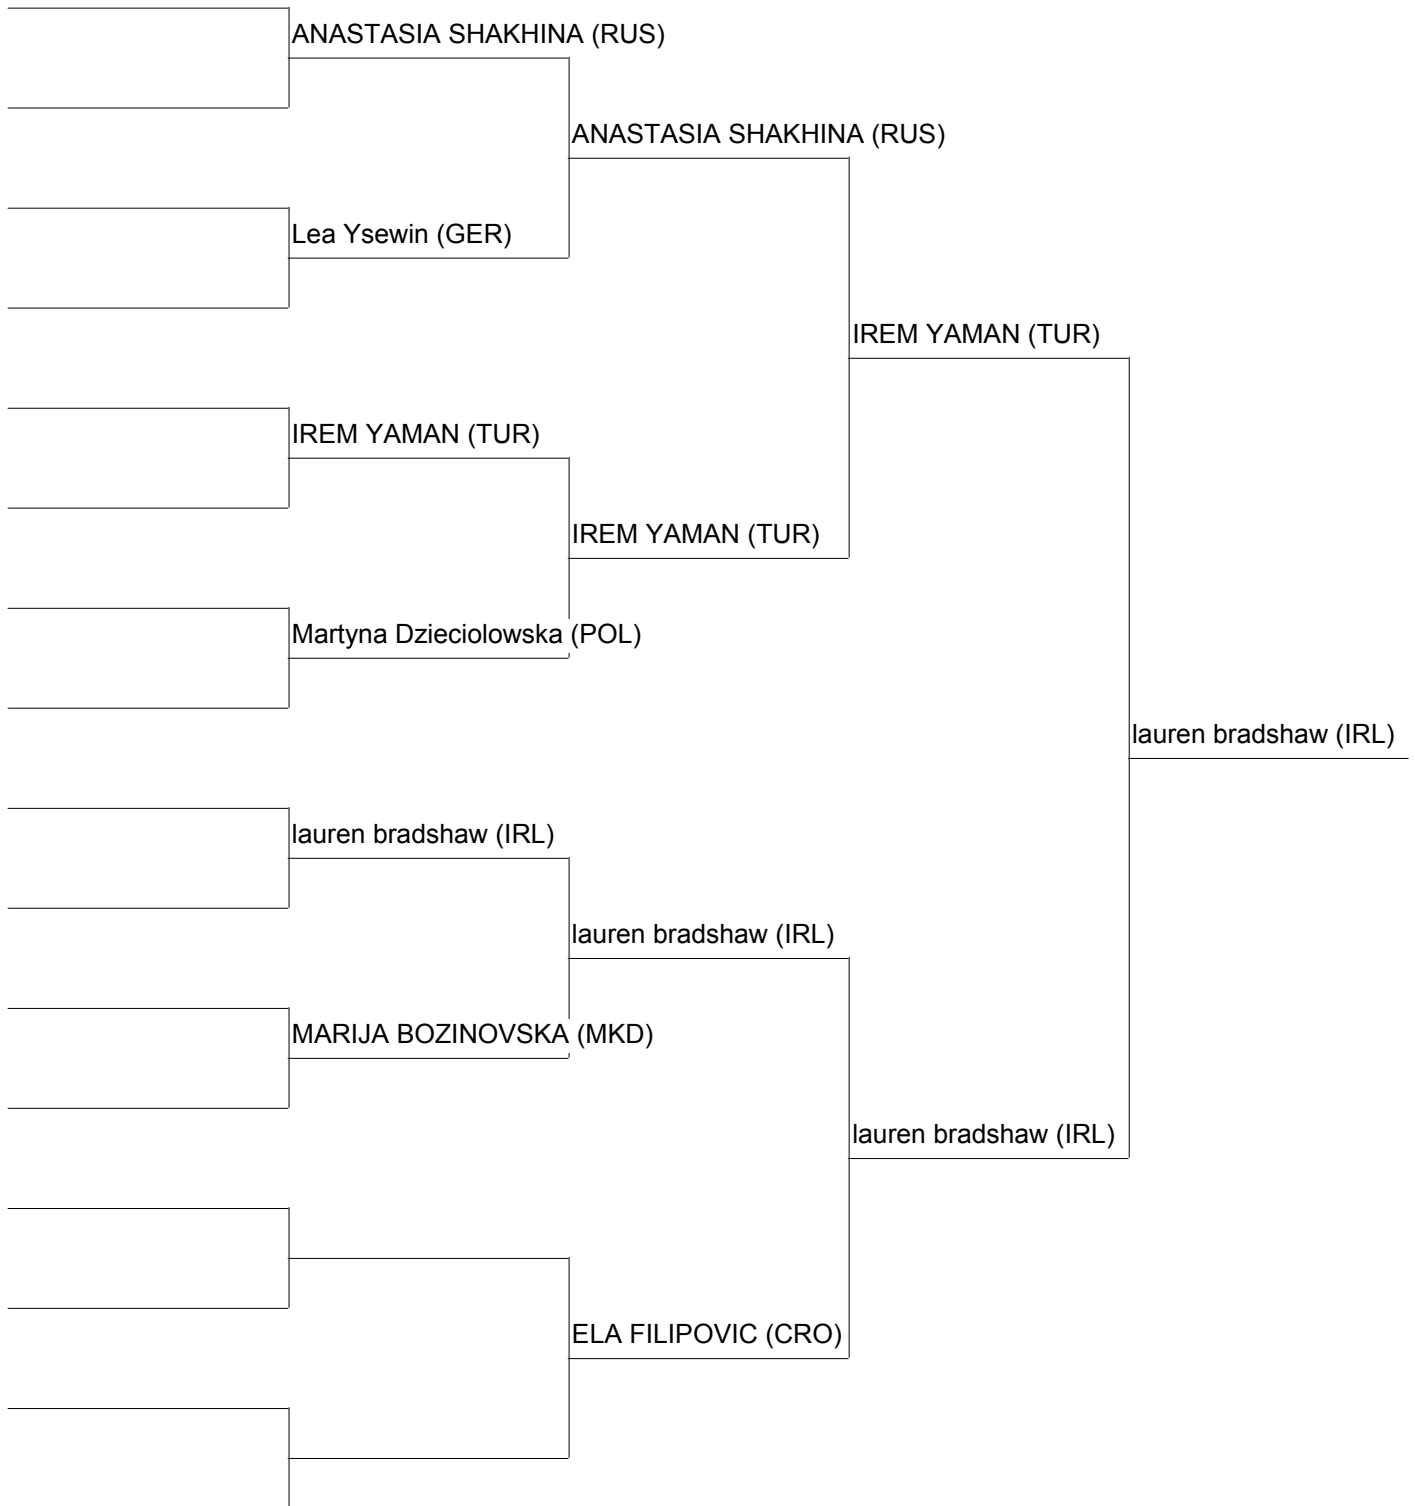 ANASTASIA SHAKHINA (RUS)
ANASTASIA SHAKHINA (RUS)
Lea Ysewin (GER)
IREM YAMAN (TUR)
IREM YAMAN (TUR)
IREM YAMAN (TUR)
Martyna Dzieciolowska (POL)
lauren bradshaw (IRL)
lauren bradshaw (IRL)
lauren bradshaw (IRL)
MARIJA BOZINOVSKA (MKD)
lauren bradshaw (IRL)
ELA FILIPOVIC (CRO)